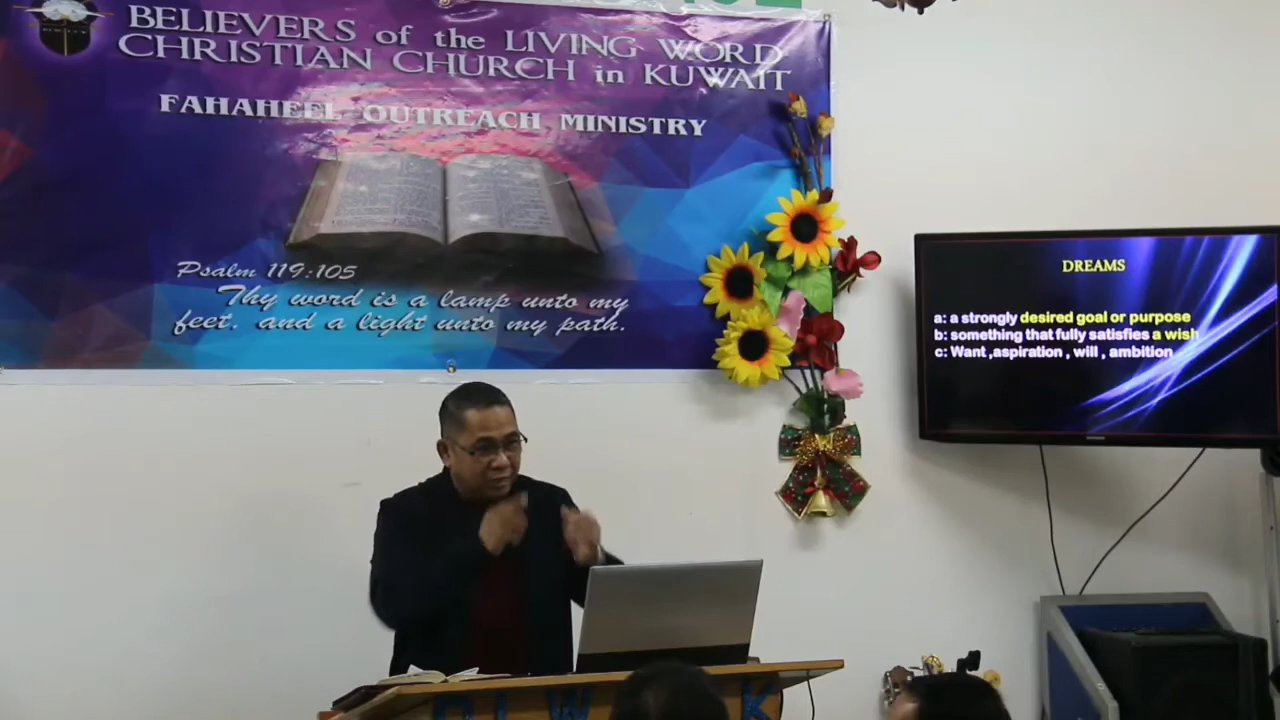 BELIEVERS of the LIVING WORD
CHRISTIAN CHURCH in KUWAIT
FAHAHEEL OUTREACH MINISTRY
Psalm 119:105
Thy word is a lamp unto my
feet. and a light unto my path.
DREAMS
a: a strongly desired goal or purpose
b: something that fully satisfies a wish
c: Want ,aspiration , will , ambition